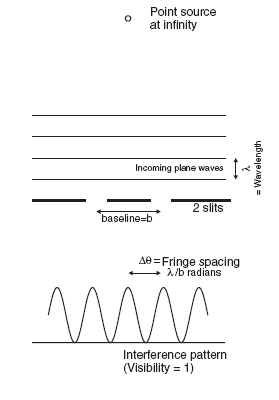 Point source
at infinity
Incoming plane waves
λ
= Wavelength
2 slits
baseline=b
Δθ = Fringe spacing
λ/b radians
Interference pattern
(Visibility = 1)